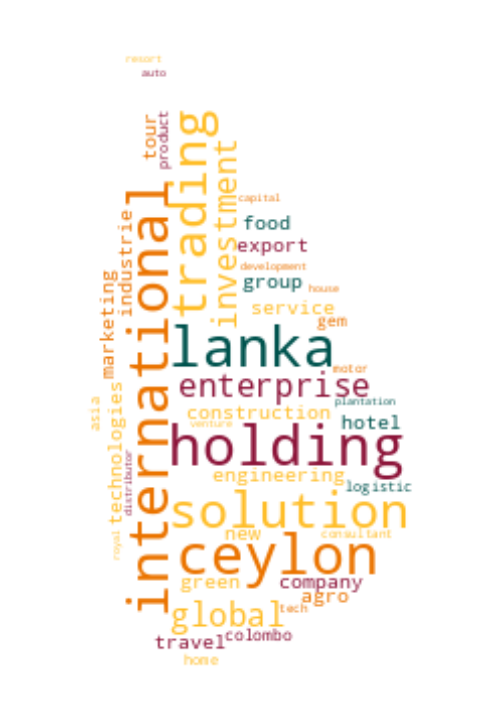 resort
auto
tour
product
trading
investment
international
industrie
capital
food
export
development
group
house
marketing
service
gem
lanka
motor
enterprise
plantation
asia
technologies
construction
venture
hotel
holding
distributor
engineering
logistic
solution
new
consultant
royal
ceylon
green
company
agro
global
tech
travel
colombo
home